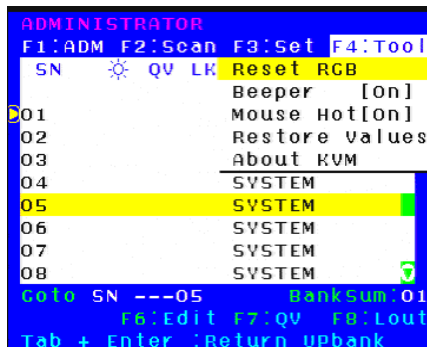 ADMINISTRATOR
F1:ADM F2:Scan F3:Set F4:Tool
SN QV LK Reset RGB
Beeper [On]
01 Mouse Hot[On]
02 Restore Values
03 About KVM
04 SYSTEM
05 SYSTEM
06 SYSTEM
07 SYSTEM
08 SYSTEM
Goto SN ---05 BankSum:01
F6:Edit F7:QV F8:Lout
Tab + Enter :Return UPbank